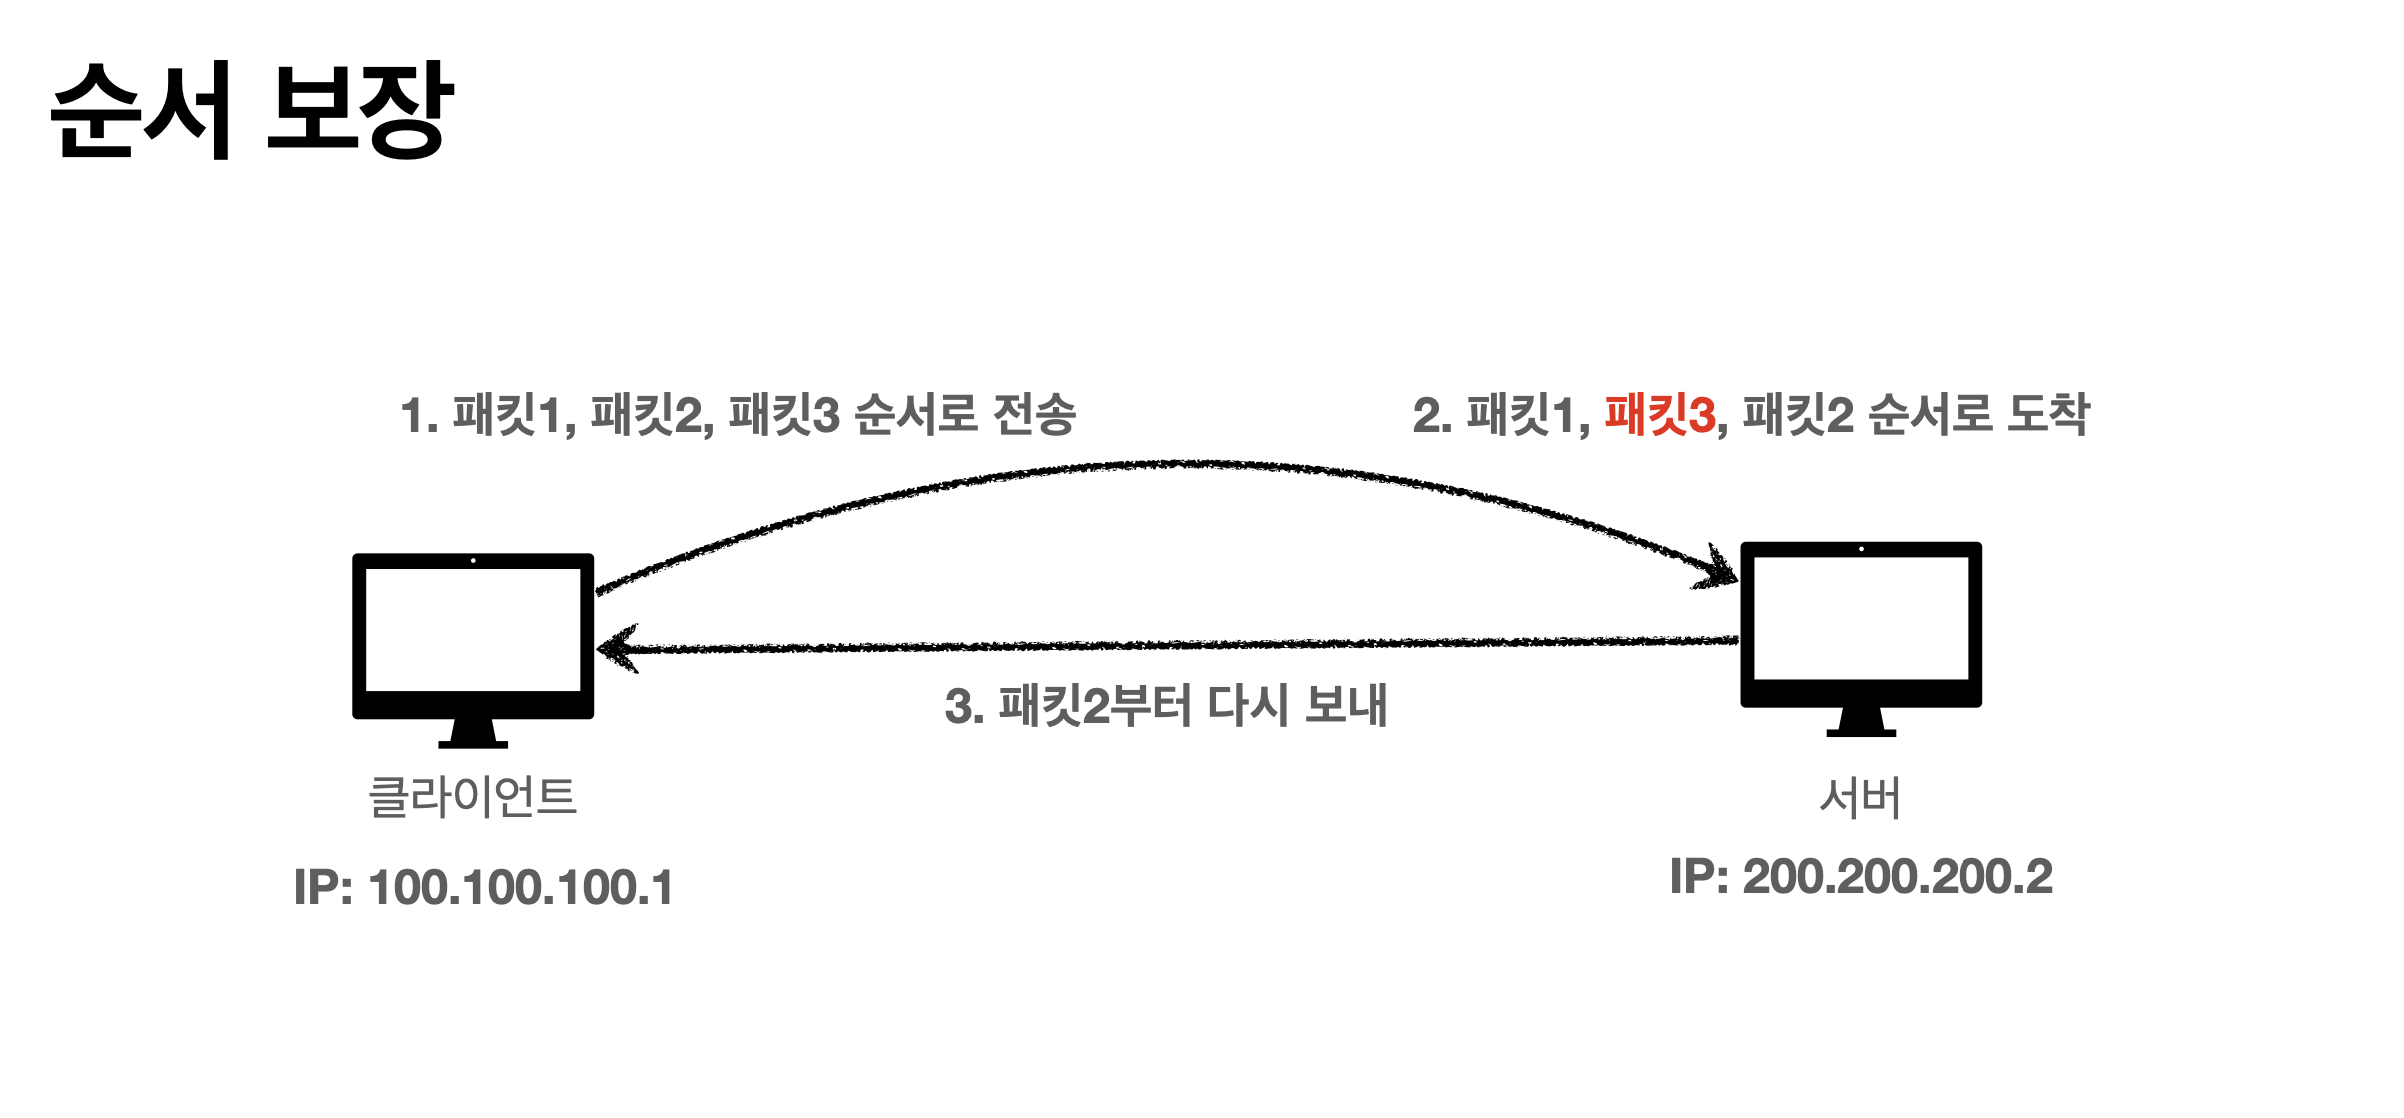 순서 보장
1. 패킷1, 패킷2, 패킷3 순서로 전송
2. 패킷1, 패킷3, 패킷2 순서로 도착
3. 패킷2부터 다시 보내
클라이언트
서버
IP: 100.100.100.1
IP: 200.200.200.2